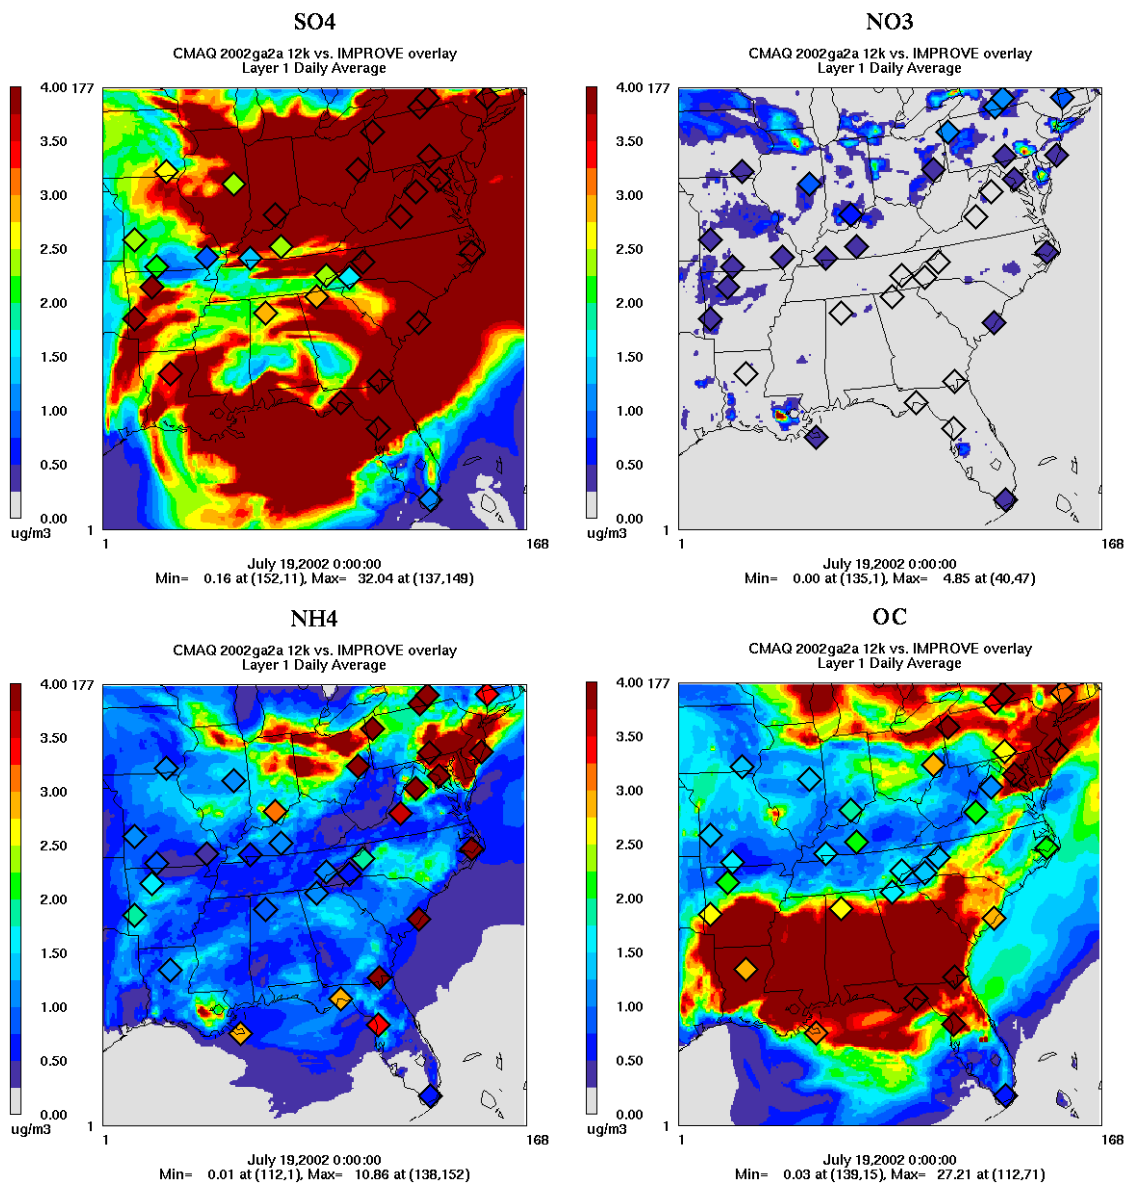 SO4
CMAQ 2002ga2a 12k vs. IMPROVE overlay
Layer 1 Daily Average
4.00 177
3.50
3.00
2.50
2.00
1.50
1.00
0.50
0.00
ug/m3
1
1 168
July 19,2002 0:00:00
Min= 0.16 at (152,11), Max= 32.04 at (137,149)
NO3
CMAQ 2002ga2a 12k vs. IMPROVE overlay
Layer 1 Daily Average
4.00 177
3.50
3.00
2.50
2.00
1.50
1.00
0.50
0.00
ug/m3
1
1 168
July 19,2002 0:00:00
Min= 0.00 at (135,1), Max= 4.85 at (40,47)
NH4
CMAQ 2002ga2a 12k vs. IMPROVE overlay
Layer 1 Daily Average
4.00 177
3.50
3.00
2.50
2.00
1.50
1.00
0.50
0.00
ug/m3
1
1 168
July 19,2002 0:00:00
Min= 0.01 at (112,1), Max= 10.86 at (138,152)
OC
CMAQ 2002ga2a 12k vs. IMPROVE overlay
Layer 1 Daily Average
4.00 177
3.50
3.00
2.50
2.00
1.50
1.00
0.50
0.00
ug/m3
1
1 168
July 19,2002 0:00:00
Min= 0.03 at (139,15), Max= 27.21 at (112,71)